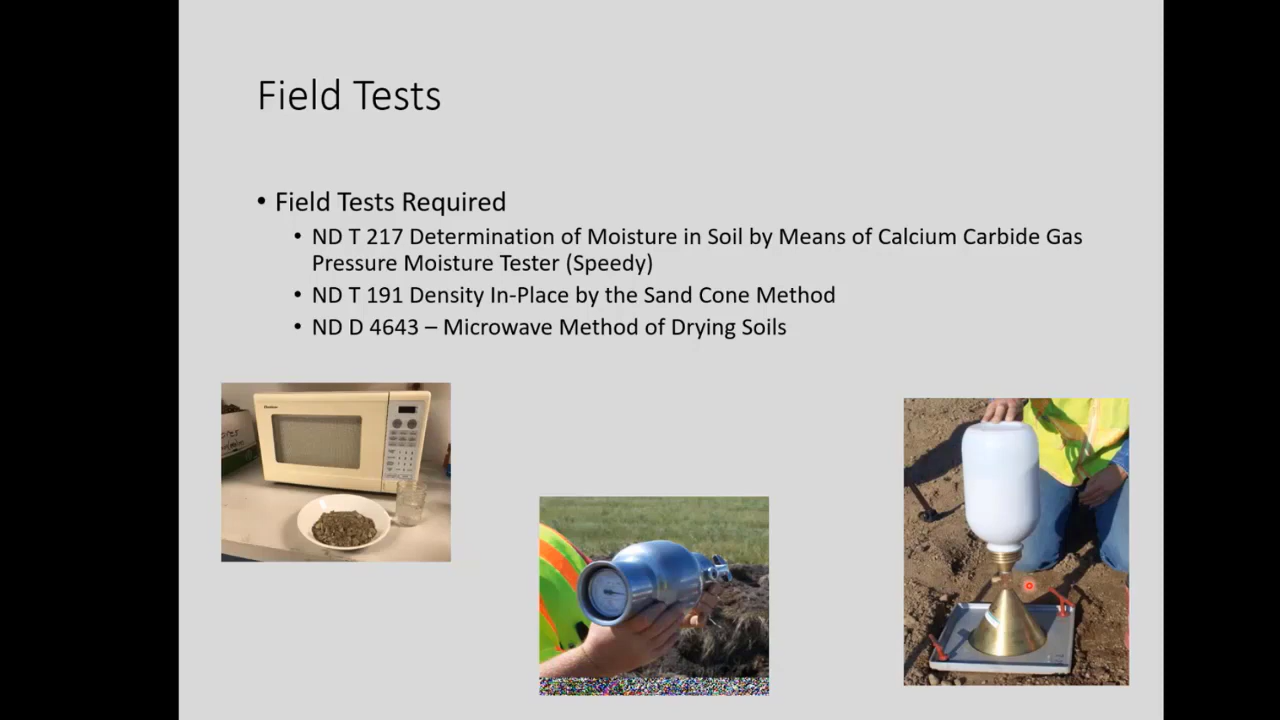 Field Tests
• Field Tests Required
• ND T 217 Determination of Moisture in Soil by Means of Calcium Carbide Gas
Pressure Moisture Tester (Speedy)
• ND T 191 Density In-Place by the Sand Cone Method
• ND D 4643 – Microwave Method of Drying Soils